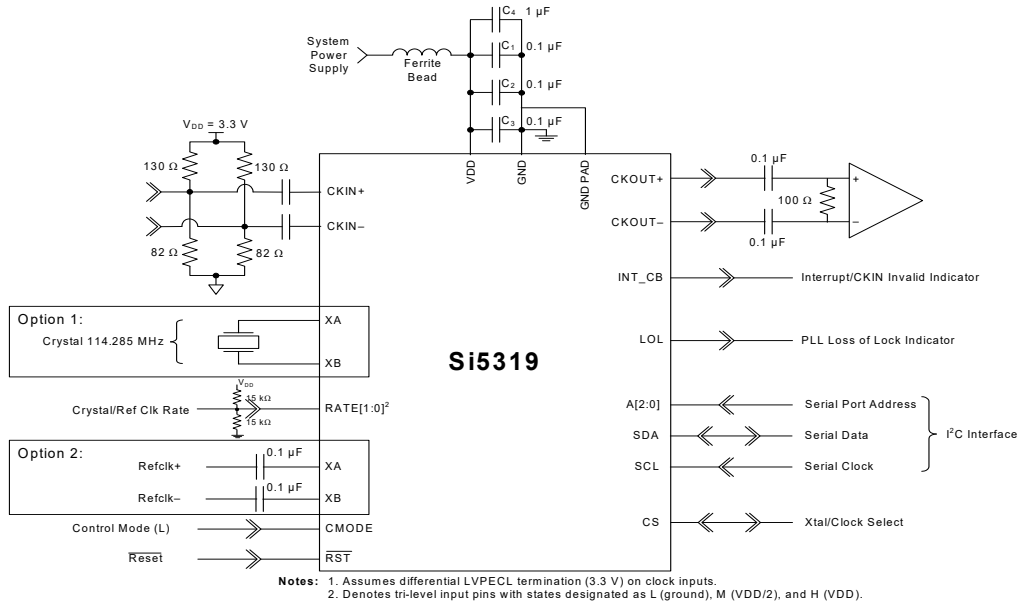 C₄ 1 µF
System
Power
Supply
Ferrite
Bead
C₁ 0.1 µF
C₂ 0.1 µF
C₃ 0.1 µF
V_DD = 3.3 V
130 Ω
130 Ω
82 Ω
82 Ω
VDD
GND
GND PAD
CKIN+
CKIN–
CKOUT+
CKOUT–
0.1 µF
100 Ω
+
–
0.1 µF
INT_CB
Interrupt/CKIN Invalid Indicator
Option 1:
Crystal 114.285 MHz
XA
XB
LOL
PLL Loss of Lock Indicator
Si5319
V_DD
15 kΩ
15 kΩ
Crystal/Ref Clk Rate
RATE[1:0]²
A[2:0]
Serial Port Address
SDA
Serial Data
SCL
Serial Clock
I²C Interface
Option 2:
Refclk+
0.1 µF
XA
Refclk–
0.1 µF
XB
CS
Xtal/Clock Select
Control Mode (L)
CMODE
Reset
RST
Notes: 1. Assumes differential LVPECL termination (3.3 V) on clock inputs.
2. Denotes tri-level input pins with states designated as L (ground), M (VDD/2), and H (VDD).